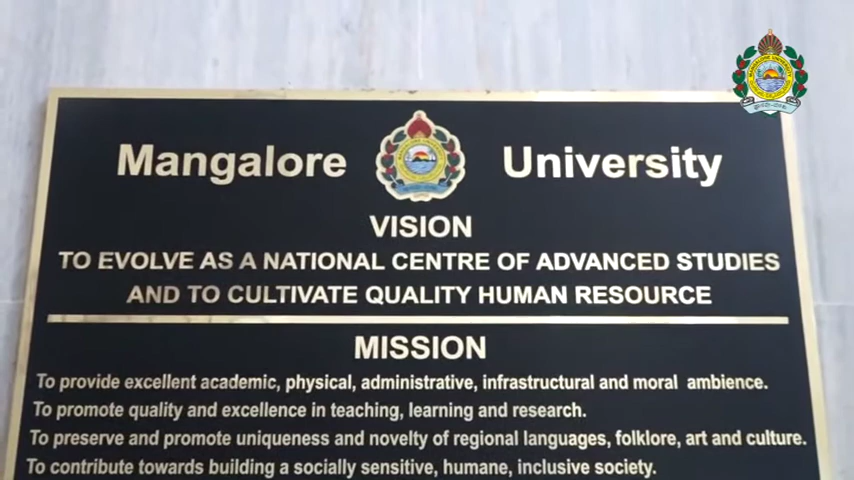 Mangalore University
VISION
TO EVOLVE AS A NATIONAL CENTRE OF ADVANCED STUDIES
AND TO CULTIVATE QUALITY HUMAN RESOURCE
MISSION
To provide excellent academic, physical, administrative, infrastructural and moral ambience.
To promote quality and excellence in teaching, learning and research.
To preserve and promote uniqueness and novelty of regional languages, folklore, art and culture.
To contribute towards building a socially sensitive, humane, inclusive society.